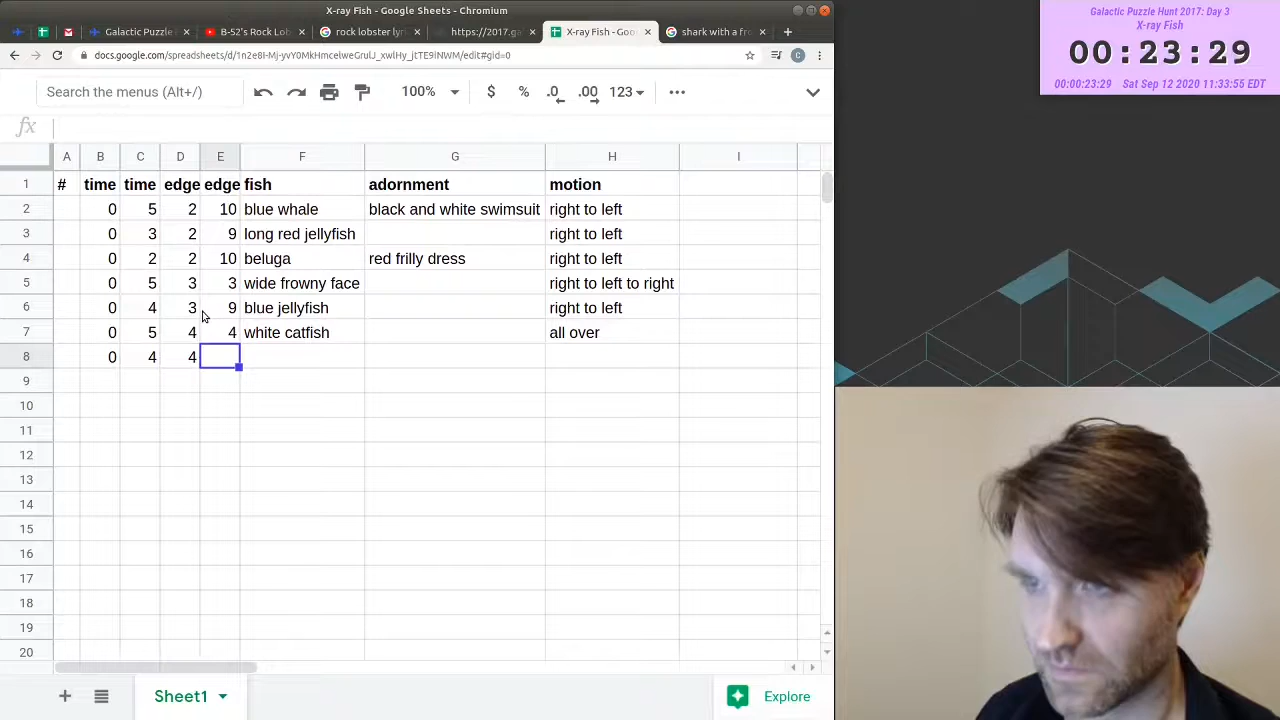 X-ray Fish - Google Sheets - Chromium
Galactic Puzzle
B-52's Rock Lob
rock lobster lyri
https://2017.ga
X-ray Fish - Goo
shark with a fro
docs.google.com/spreadsheets/d/1n2e8I-Mj-yvY0MkHmceiweGruIJ_xwlHy_jtTE9iNWM/edit#gid=0
C
Search the menus (Alt+/)
100%
$ % .0 .00 123
fx
A B C D E F G H I
1 # time time edge edge fish adornment motion
2 0 5 2 10 blue whale black and white swimsuit right to left
3 0 3 2 9 long red jellyfish right to left
4 0 2 2 10 beluga red frilly dress right to left
5 0 5 3 3 wide frowny face right to left to right
6 0 4 3 9 blue jellyfish right to left
7 0 5 4 4 white catfish all over
8 0 4 4
9
10
11
12
13
14
15
16
17
18
19
20
Sheet1
Explore
Galactic Puzzle Hunt 2017: Day 3
X-ray Fish
00:23:29
00:00:23:29 Sat Sep 12 2020 11:33:55 EDT